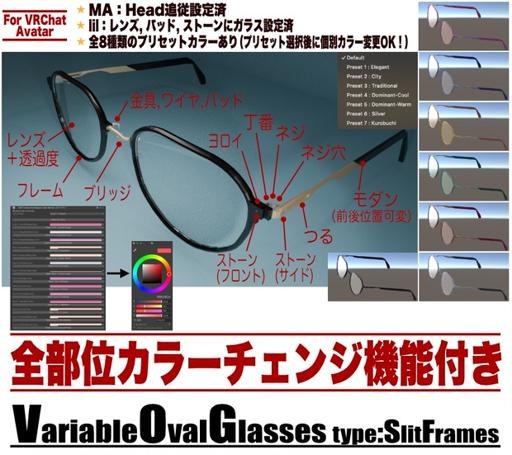 For VRChat
Avatar
★ MA：Head追従設定済
★ lil：レンズ, パッド, ストーンにガラス設定済
★ 全8種類のプリセットカラーあり（プリセット選択後に個別カラー変更OK！）
✓ Default
Preset 1 : Elegant
Preset 2 : City
Preset 3 : Traditional
Preset 4 : Dominant-Cool
Preset 5 : Dominant-Warm
Preset 6 : Silver
Preset 7 : Kurobuchi
金具,ワイヤ,パッド
丁番
ネジ
ヨロイ
ネジ穴
レンズ
＋透過度
フレーム
ブリッジ
モダン
(前後位置可変)
つる
ストーン
(フロント)
ストーン
(サイド)
全部位カラーチェンジ機能付き
VariableOvalGlasses type:SlitFrames